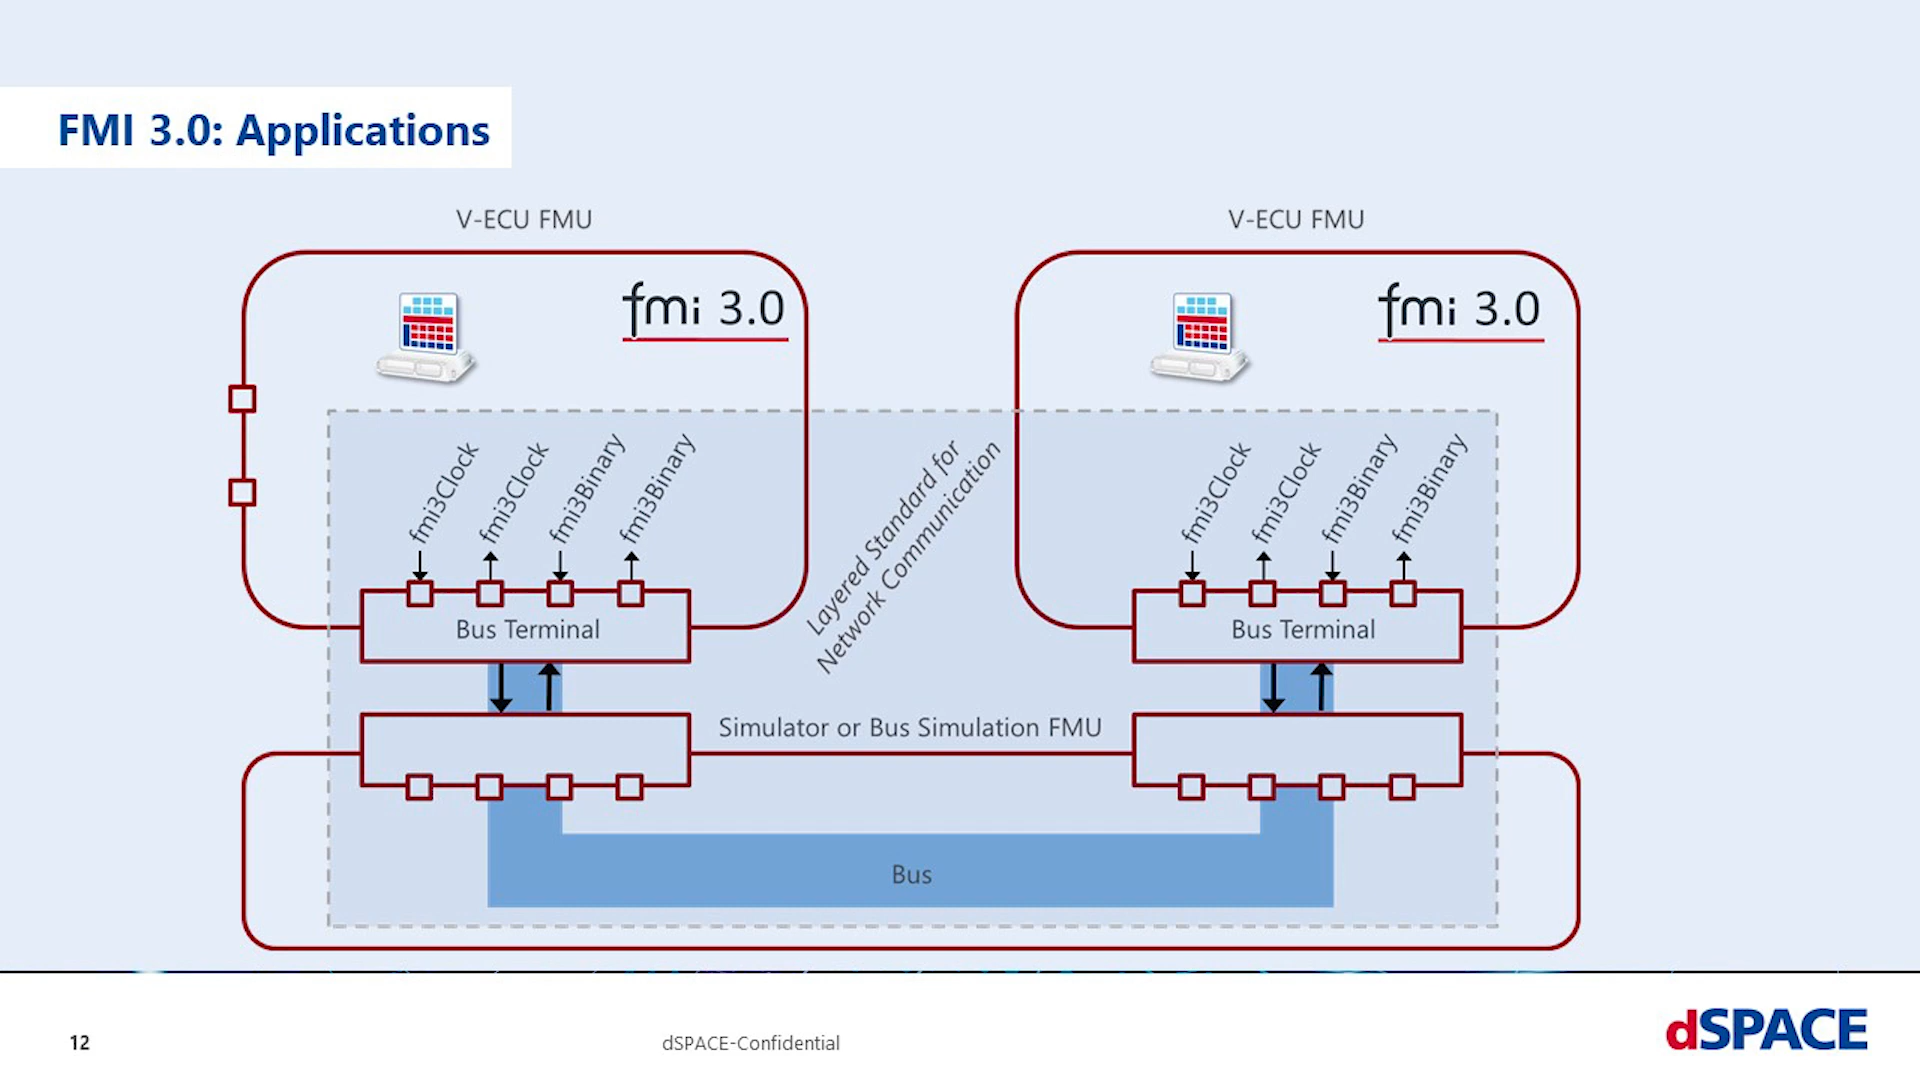 FMI 3.0: Applications
V-ECU FMU
V-ECU FMU
fmi 3.0
fmi 3.0
fmi3Clock
fmi3Clock
fmi3Binary
fmi3Binary
Layered Standard for
Network Communication
fmi3Clock
fmi3Clock
fmi3Binary
fmi3Binary
Bus Terminal
Bus Terminal
Simulator or Bus Simulation FMU
Bus
12
dSPACE-Confidential
dSPACE